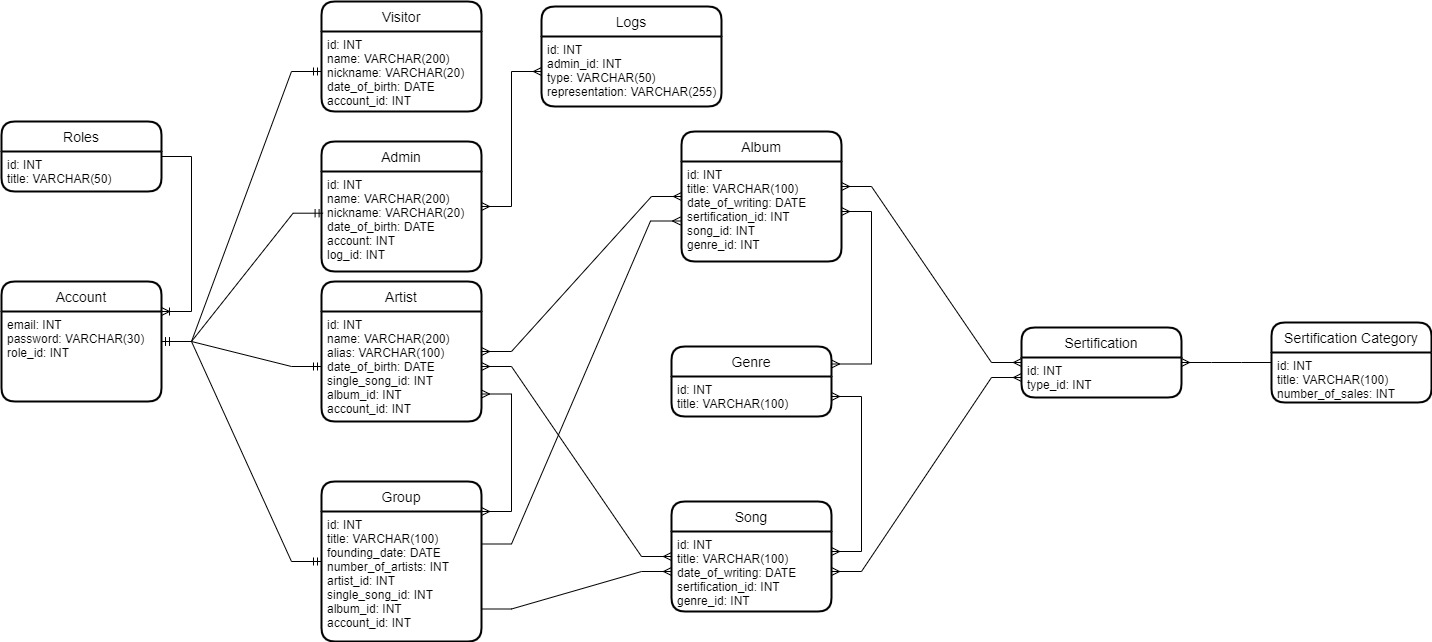 Visitor
id: INT
name: VARCHAR(200)
nickname: VARCHAR(20)
date_of_birth: DATE
account_id: INT
Logs
id: INT
admin_id: INT
type: VARCHAR(50)
representation: VARCHAR(255)
Roles
id: INT
title: VARCHAR(50)
Admin
id: INT
name: VARCHAR(200)
nickname: VARCHAR(20)
date_of_birth: DATE
account: INT
log_id: INT
Album
id: INT
title: VARCHAR(100)
date_of_writing: DATE
sertification_id: INT
song_id: INT
genre_id: INT
Account
email: INT
password: VARCHAR(30)
role_id: INT
Artist
id: INT
name: VARCHAR(200)
alias: VARCHAR(100)
date_of_birth: DATE
single_song_id: INT
album_id: INT
account_id: INT
Genre
id: INT
title: VARCHAR(100)
Sertification
id: INT
type_id: INT
Sertification Category
id: INT
title: VARCHAR(100)
number_of_sales: INT
Group
id: INT
title: VARCHAR(100)
founding_date: DATE
number_of_artists: INT
artist_id: INT
single_song_id: INT
album_id: INT
account_id: INT
Song
id: INT
title: VARCHAR(100)
date_of_writing: DATE
sertification_id: INT
genre_id: INT